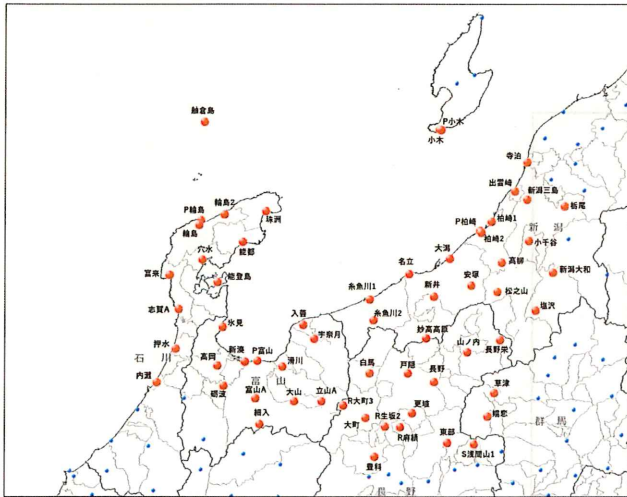 舳倉島
P小木
小木
寺泊
出雲崎
新潟三島
栃尾
輪島2
P輪島
輪島
珠洲
P柏崎
柏崎1
柏崎2
新潟
小千谷
穴水
能都
大潟
高柳
富来
能登島
名立
安塚
新潟大和
糸魚川1
新井
松之山
志賀A
入善
糸魚川2
塩沢
氷見
宇奈月
妙高高原
押水
新湊
P富山
山ノ内
長野栄
石川
高岡
滑川
白馬
戸隠
長野
内灘
砺波
富山
富山A
大山
立山A
R大町3
草津
細入
大町
R生坂2
更埴
R麻績
嬬恋
群馬
東部
S浅間山1
豊科
長野